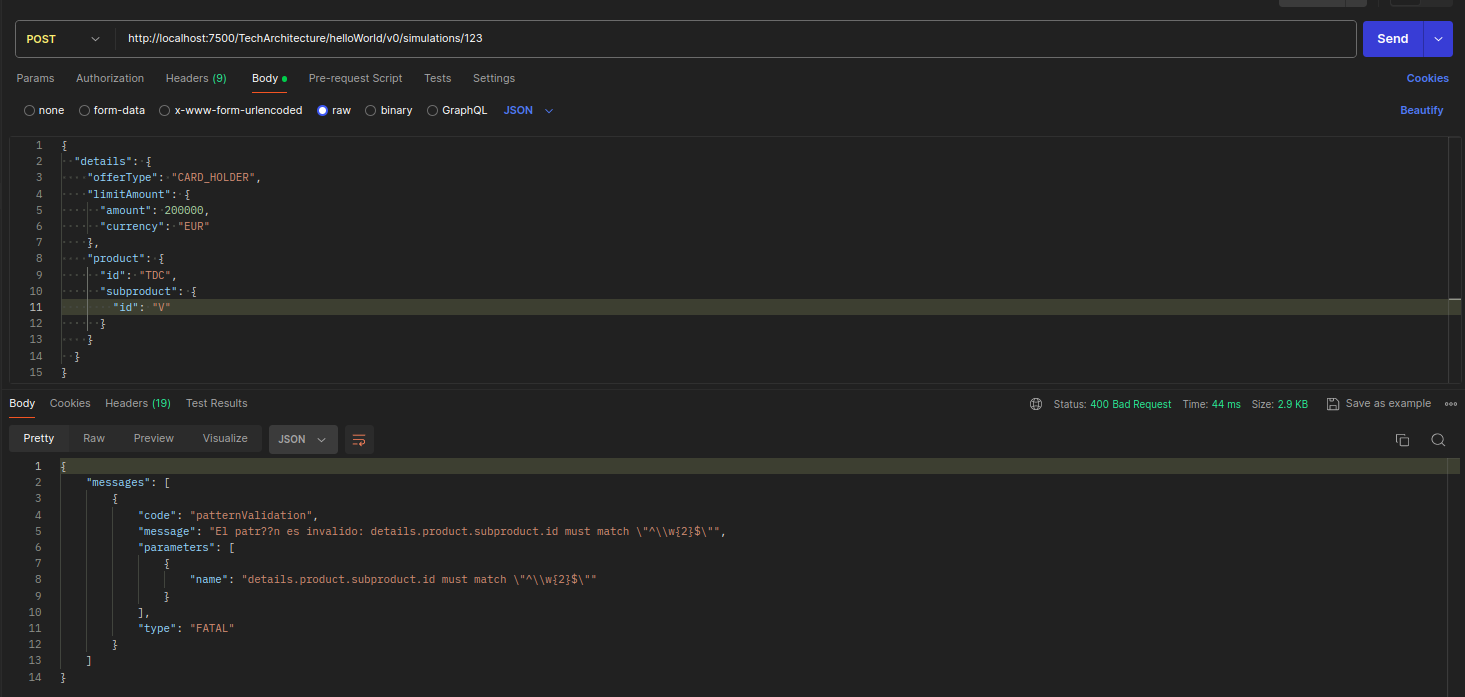 POST http://localhost:7500/TechArchitecture/helloWorld/v0/simulations/123 Send
Params Authorization Headers (9) Body Pre-request Script Tests Settings Cookies
none form-data x-www-form-urlencoded raw binary GraphQL JSON Beautify
1 {
2 "details": {
3 "offerType": "CARD_HOLDER",
4 "limitAmount": {
5 "amount": 200000,
6 "currency": "EUR"
7 },
8 "product": {
9 "id": "TDC",
10 "subproduct": {
11 "id": "V"
12 }
13 }
14 }
15 }
Body Cookies Headers (19) Test Results Status: 400 Bad Request Time: 44 ms Size: 2.9 KB Save as example
Pretty Raw Preview Visualize JSON
1 {
2 "messages": [
3 {
4 "code": "patternValidation",
5 "message": "El patr??n es invalido: details.product.subproduct.id must match \"^\\w{2}$\"",
6 "parameters": [
7 {
8 "name": "details.product.subproduct.id must match \"^\\w{2}$\""
9 }
10 ],
11 "type": "FATAL"
12 }
13 ]
14 }